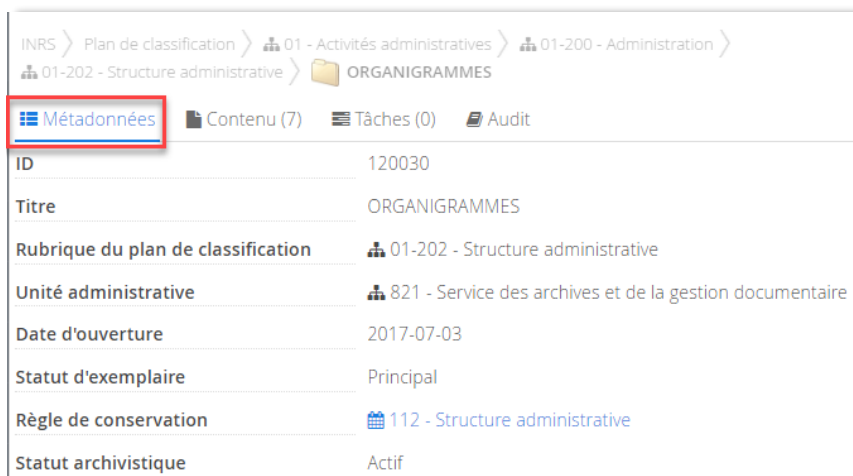 INRS 〉 Plan de classification 〉 01 - Activités administratives 〉 01-200 - Administration 〉
01-202 - Structure administrative 〉 ORGANIGRAMMES
Métadonnées Contenu (7) Tâches (0) Audit
ID 120030
Titre ORGANIGRAMMES
Rubrique du plan de classification 01-202 - Structure administrative
Unité administrative 821 - Service des archives et de la gestion documentaire
Date d'ouverture 2017-07-03
Statut d'exemplaire Principal
Règle de conservation 112 - Structure administrative
Statut archivistique Actif